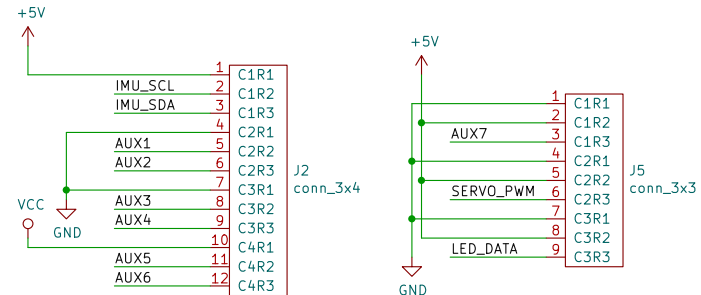 +5V
1 C1R1
IMU_SCL 2 C1R2
IMU_SDA 3 C1R3
4 C2R1
AUX1 5 C2R2
AUX2 6 C2R3
7 C3R1
AUX3 8 C3R2
AUX4 9 C3R3
10 C4R1
AUX5 11 C4R2
AUX6 12 C4R3
J2
conn_3x4
VCC
GND
+5V
1 C1R1
2 C1R2
AUX7 3 C1R3
4 C2R1
5 C2R2
SERVO_PWM 6 C2R3
7 C3R1
8 C3R2
LED_DATA 9 C3R3
J5
conn_3x3
GND